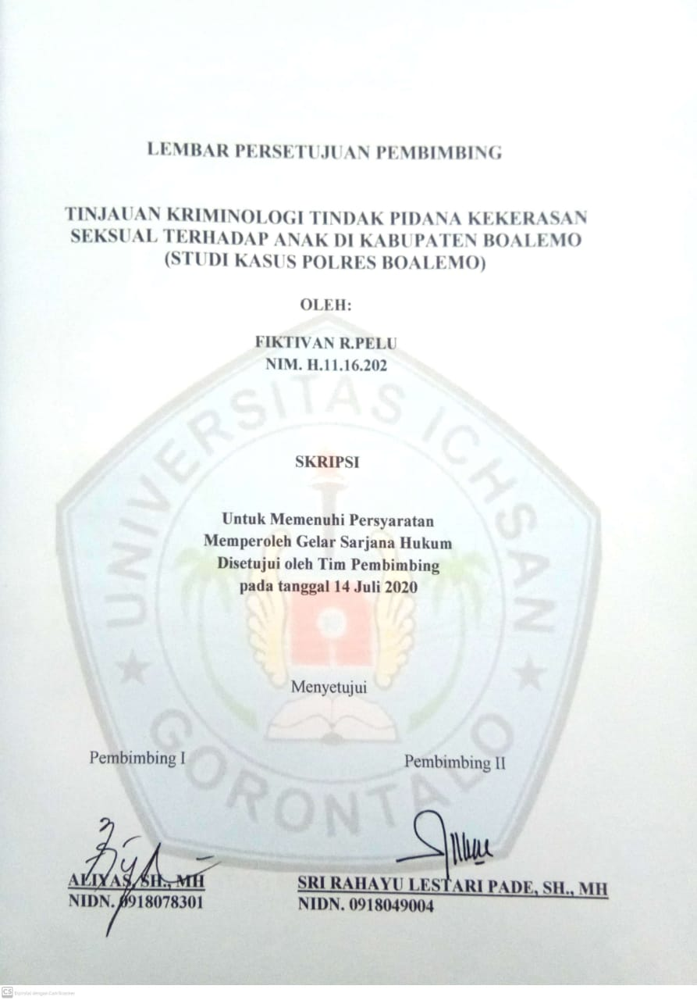 LEMBAR PERSETUJUAN PEMBIMBING
TINJAUAN KRIMINOLOGI TINDAK PIDANA KEKERASAN
SEKSUAL TERHADAP ANAK DI KABUPATEN BOALEMO
(STUDI KASUS POLRES BOALEMO)
OLEH:
FIKTIVAN R.PELU
NIM. H.11.16.202
UNIVERSITAS ICHSAN
GORONTALO
SKRIPSI
Untuk Memenuhi Persyaratan
Memperoleh Gelar Sarjana Hukum
Disetujui oleh Tim Pembimbing
pada tanggal 14 Juli 2020
Menyetujui
Pembimbing I
Pembimbing II
ALIYAS, SH., MH
NIDN. 0918078301
SRI RAHAYU LESTARI PADE, SH., MH
NIDN. 0918049004
CS Dipindai dengan CamScanner